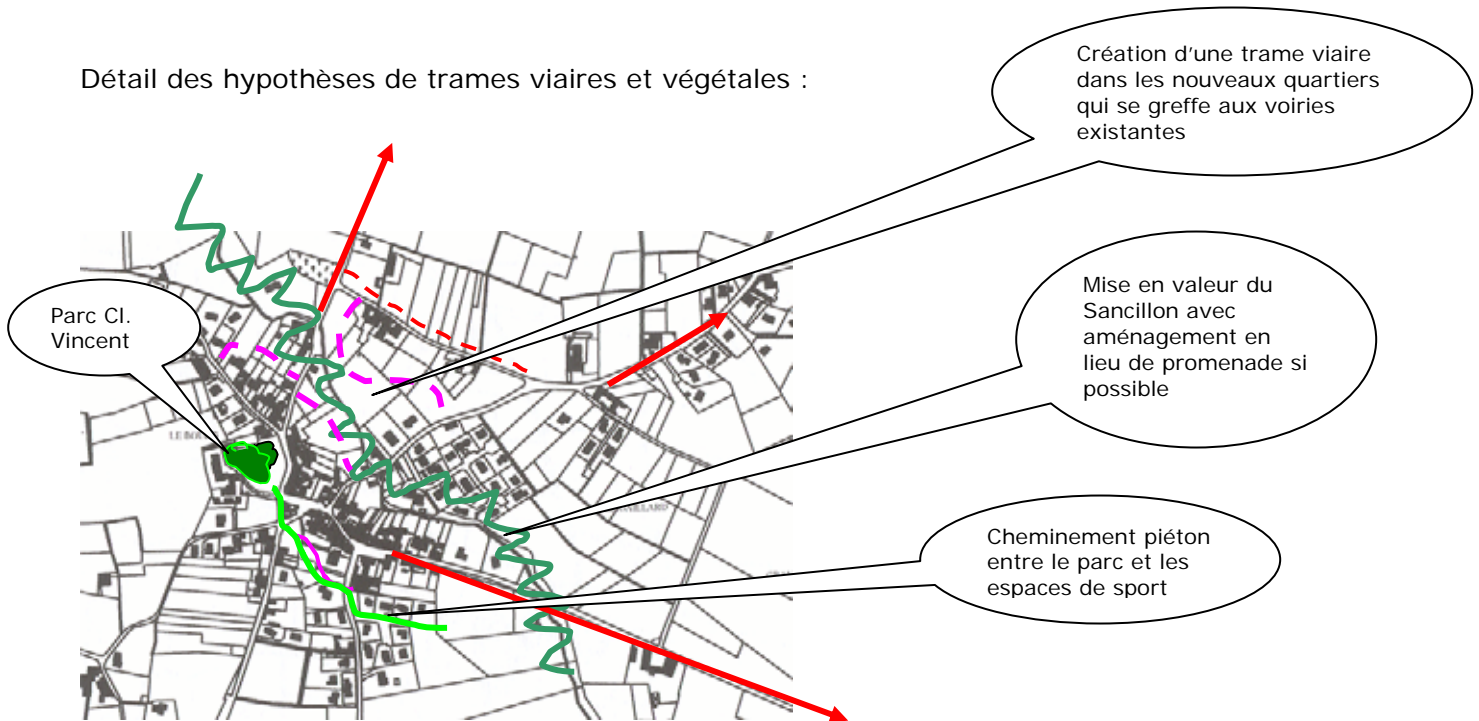 Détail des hypothèses de trames viaires et végétales :
Création d'une trame viaire
dans les nouveaux quartiers
qui se greffe aux voiries
existantes
Parc Cl.
Vincent
Mise en valeur du
Sancillon avec
aménagement en
lieu de promenade si
possible
Cheminement piéton
entre le parc et les
espaces de sport